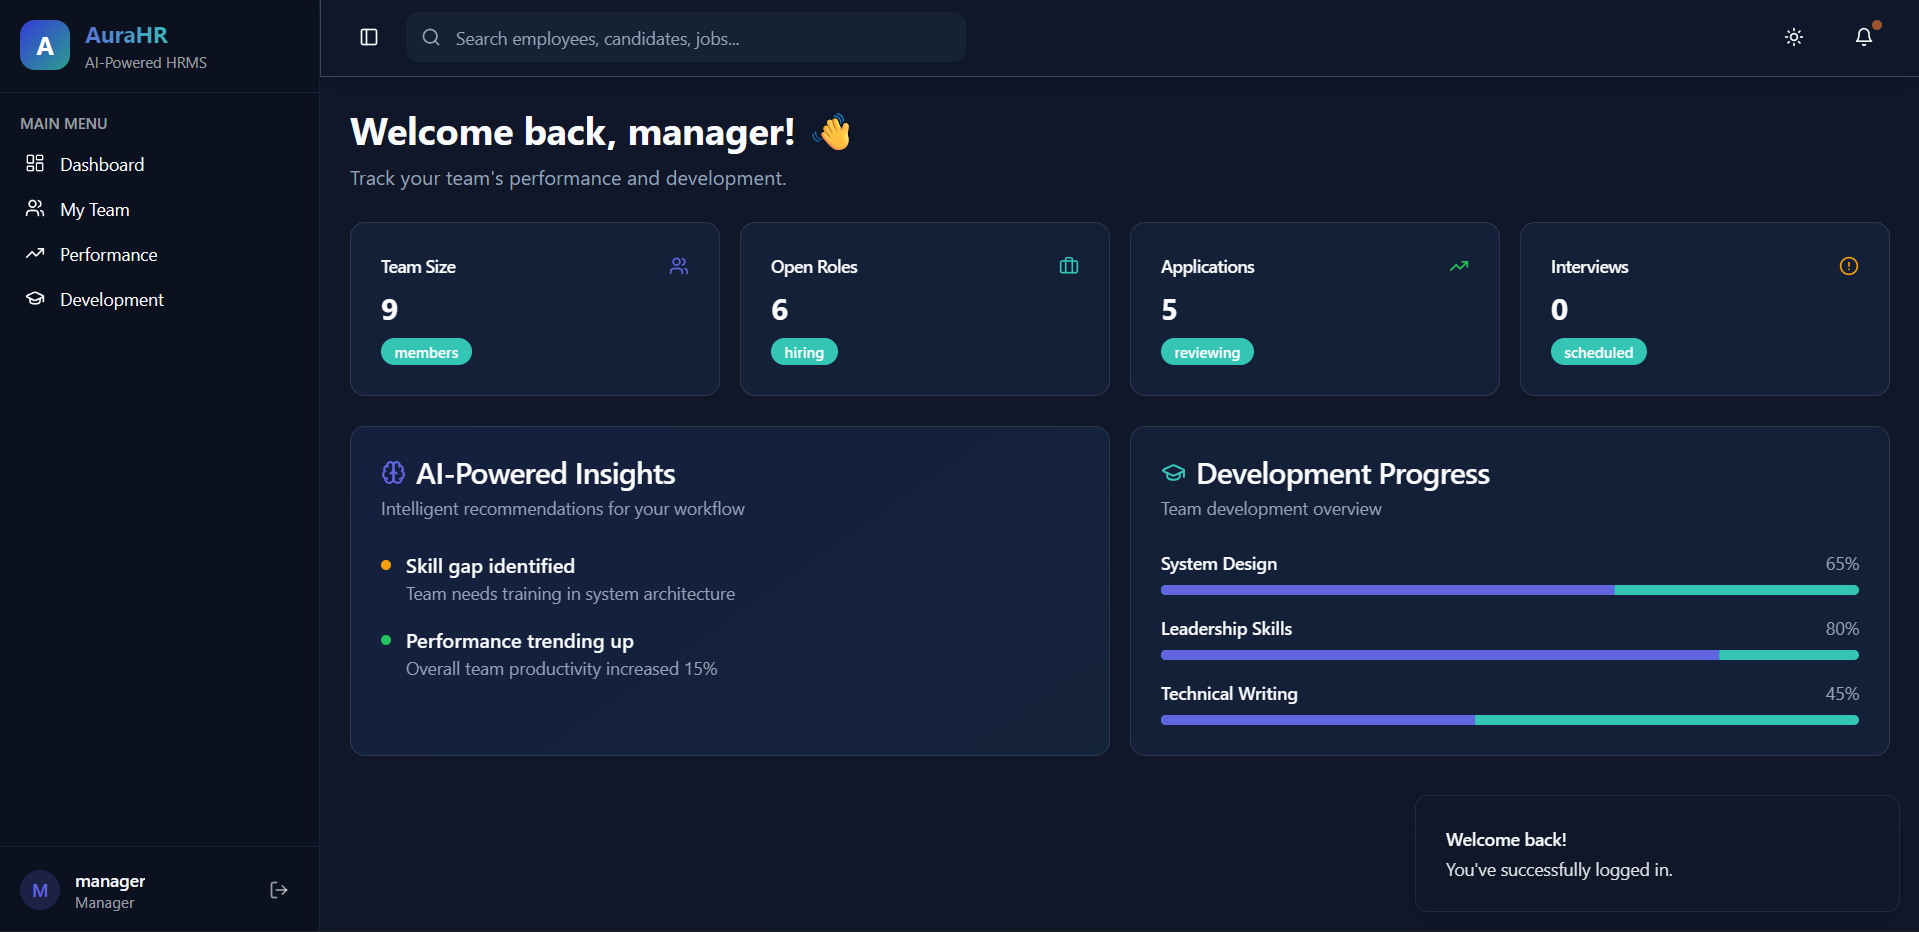 A
AuraHR
AI-Powered HRMS
Search employees, candidates, jobs...
MAIN MENU
Dashboard
My Team
Performance
Development
Welcome back, manager! 👋
Track your team's performance and development.
Team Size
9
members
Open Roles
6
hiring
Applications
5
reviewing
Interviews
0
scheduled
AI-Powered Insights
Intelligent recommendations for your workflow
Skill gap identified
Team needs training in system architecture
Performance trending up
Overall team productivity increased 15%
Development Progress
Team development overview
System Design 65%
Leadership Skills 80%
Technical Writing 45%
Welcome back!
You've successfully logged in.
M
manager
Manager